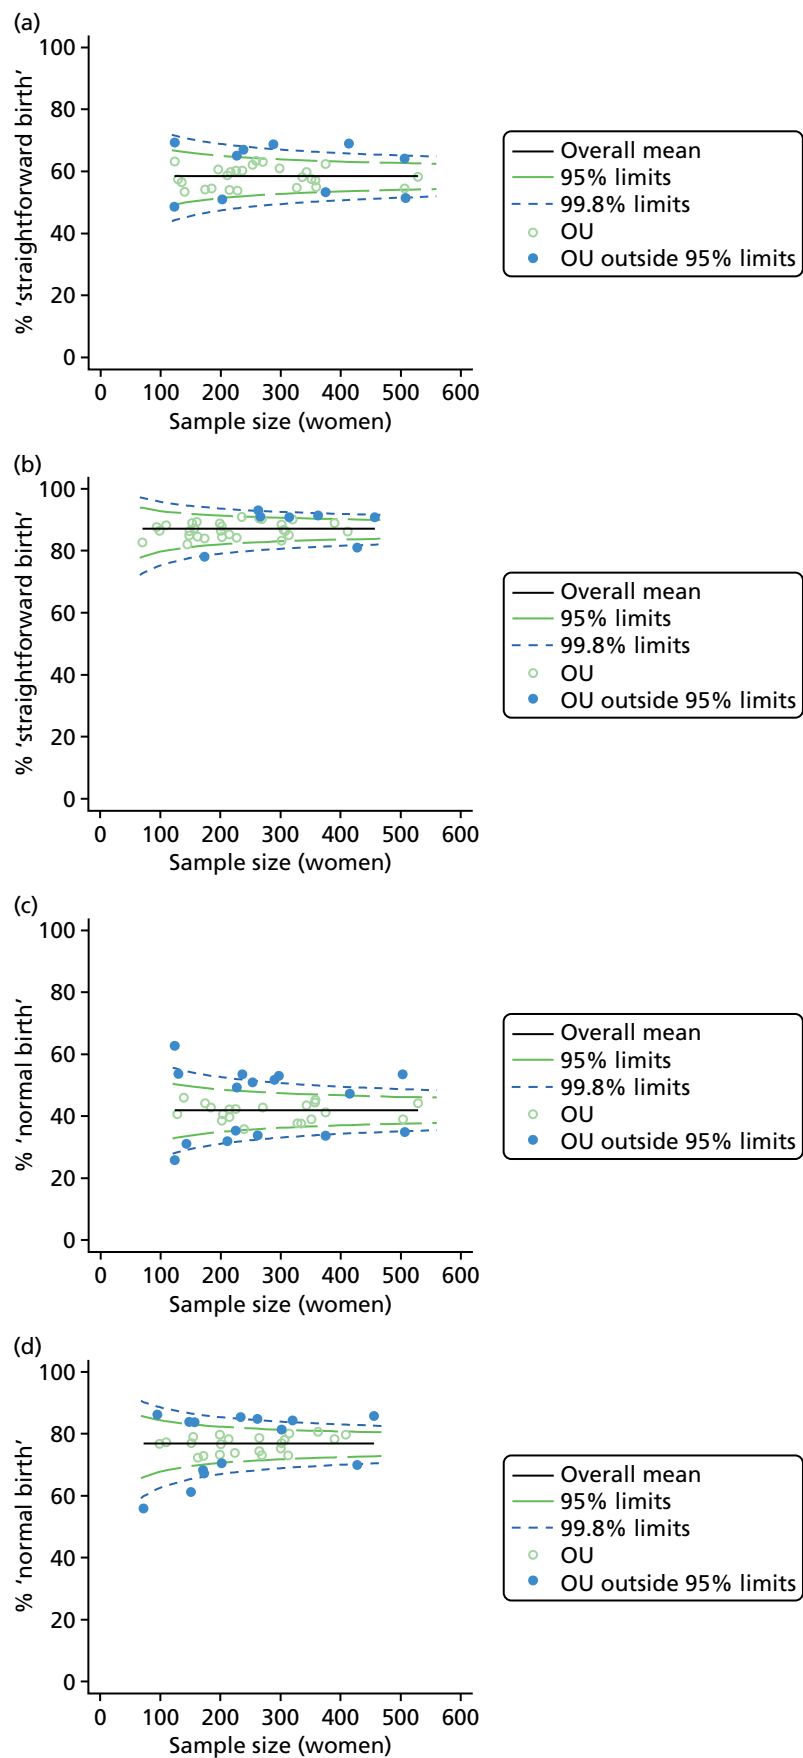 (a)
100
80
60
40
20
0
% ‘straightforward birth’
0 100 200 300 400 500 600
Sample size (women)
Overall mean
95% limits
99.8% limits
OU
OU outside 95% limits
(b)
100
80
60
40
20
0
% ‘straightforward birth’
0 100 200 300 400 500 600
Sample size (women)
Overall mean
95% limits
99.8% limits
OU
OU outside 95% limits
(c)
100
80
60
40
20
0
% ‘normal birth’
0 100 200 300 400 500 600
Sample size (women)
Overall mean
95% limits
99.8% limits
OU
OU outside 95% limits
(d)
100
80
60
40
20
0
% ‘normal birth’
0 100 200 300 400 500 600
Sample size (women)
Overall mean
95% limits
99.8% limits
OU
OU outside 95% limits